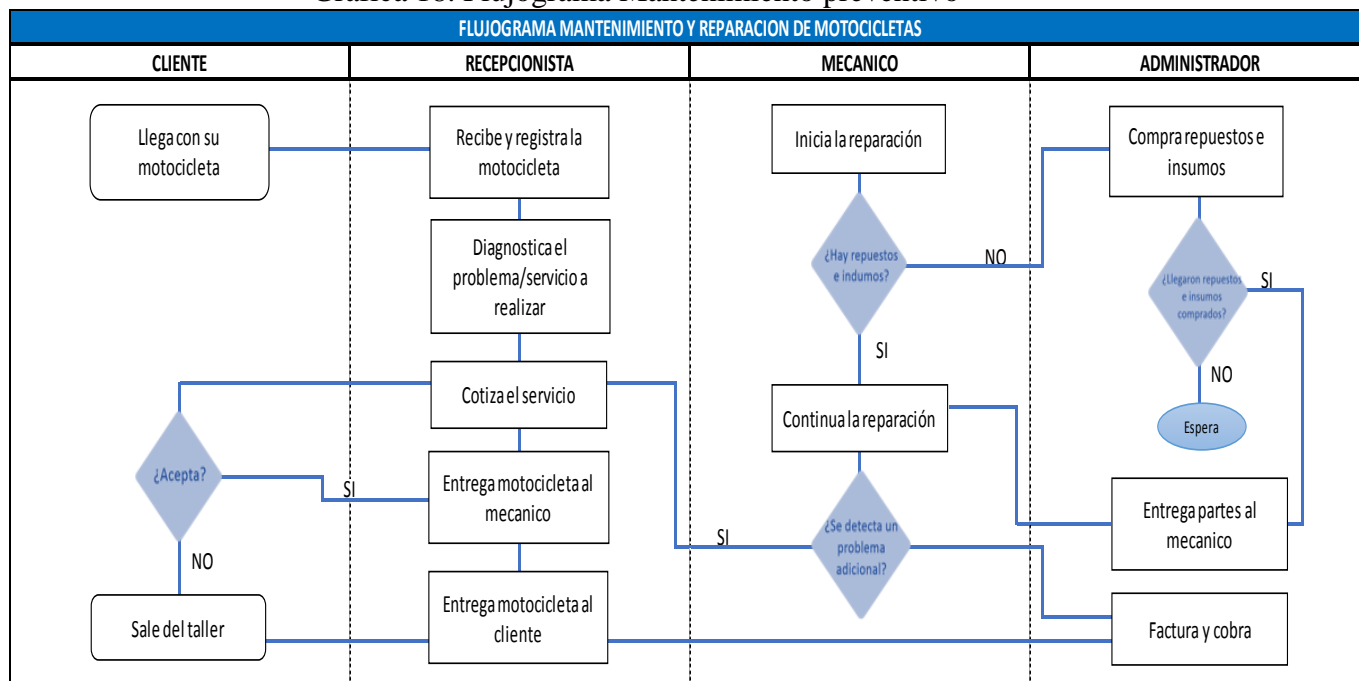 Gráfica 18. Flujograma Mantenimiento preventivo
FLUJOGRAMA MANTENIMIENTO Y REPARACION DE MOTOCICLETAS
CLIENTE
RECEPCIONISTA
MECANICO
ADMINISTRADOR
Llega con su
motocicleta
Recibe y registra la
motocicleta
Inicia la reparación
Compra repuestos e
insumos
Diagnostica el
problema/servicio a
realizar
¿Hay repuestos
e indumos?
NO
¿Llegaron repuestos
e insumos
comprados?
SI
SI
NO
Cotiza el servicio
Continua la reparación
Espera
¿Acepta?
SI
Entrega motocicleta al
mecanico
¿Se detecta un
problema
adicional?
SI
Entrega partes al
mecanico
NO
Sale del taller
Entrega motocicleta al
cliente
Factura y cobra